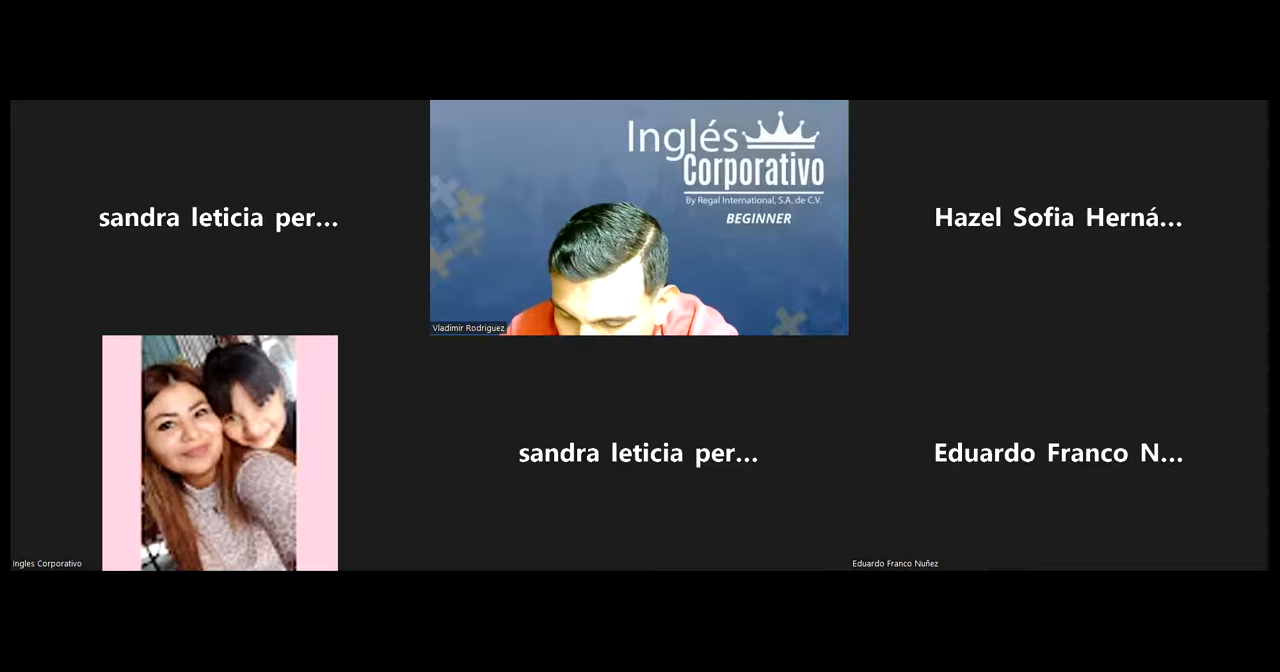 sandra leticia per...
Inglés
Corporativo
By Regal International, S.A. de C.V.
BEGINNER
Vladimir Rodriguez
Hazel Sofia Herná...
Ingles Corporativo
sandra leticia per...
Eduardo Franco N...
Eduardo Franco Nuñez